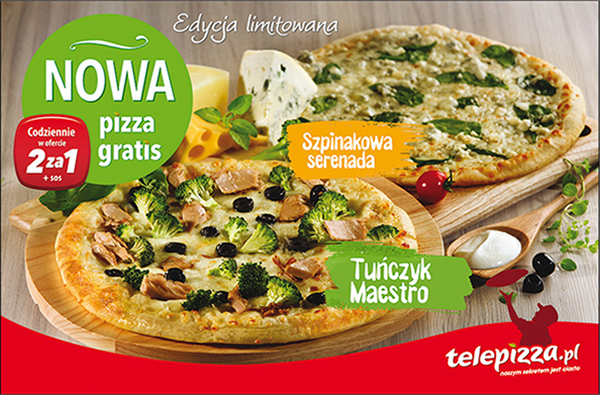 Edycja limitowana
NOWA
pizza
gratis
Codziennie
w ofercie
2 za 1
+ sos
Szpinakowa
serenada
Tuńczyk
Maestro
telepizza.pl
naszym sekretem jest ciasto